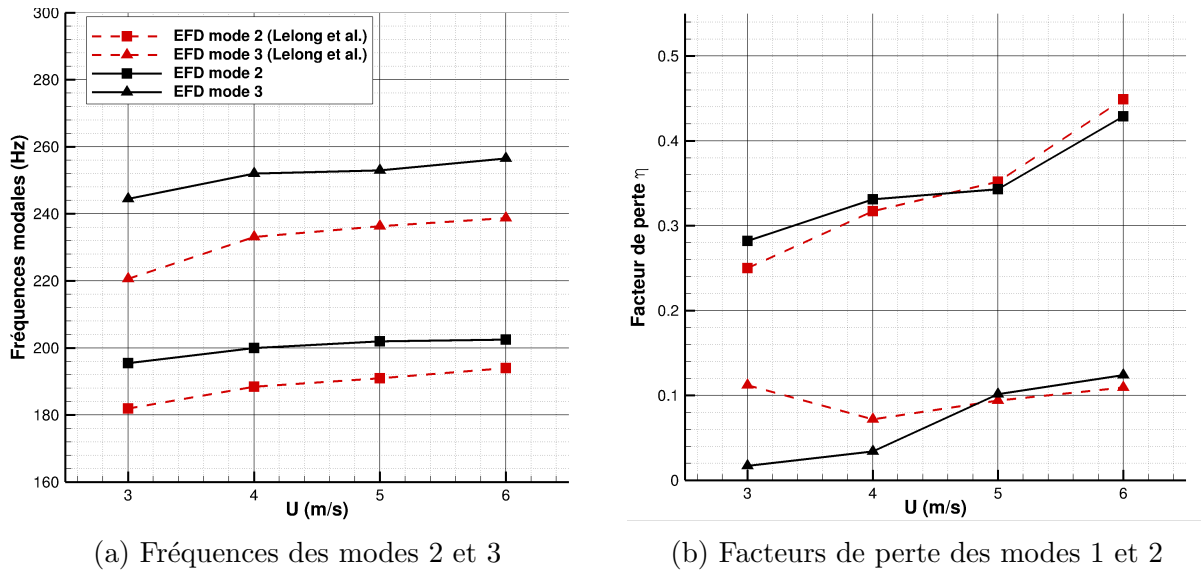 300
280
260
240
220
200
180
160
Fréquences modales (Hz)
EFD mode 2 (Lelong et al.)
EFD mode 3 (Lelong et al.)
EFD mode 2
EFD mode 3
3 4 5 6
U (m/s)
(a) Fréquences des modes 2 et 3
0.5
0.4
0.3
0.2
0.1
0
Facteur de perte η
3 4 5 6
U (m/s)
(b) Facteurs de perte des modes 1 et 2